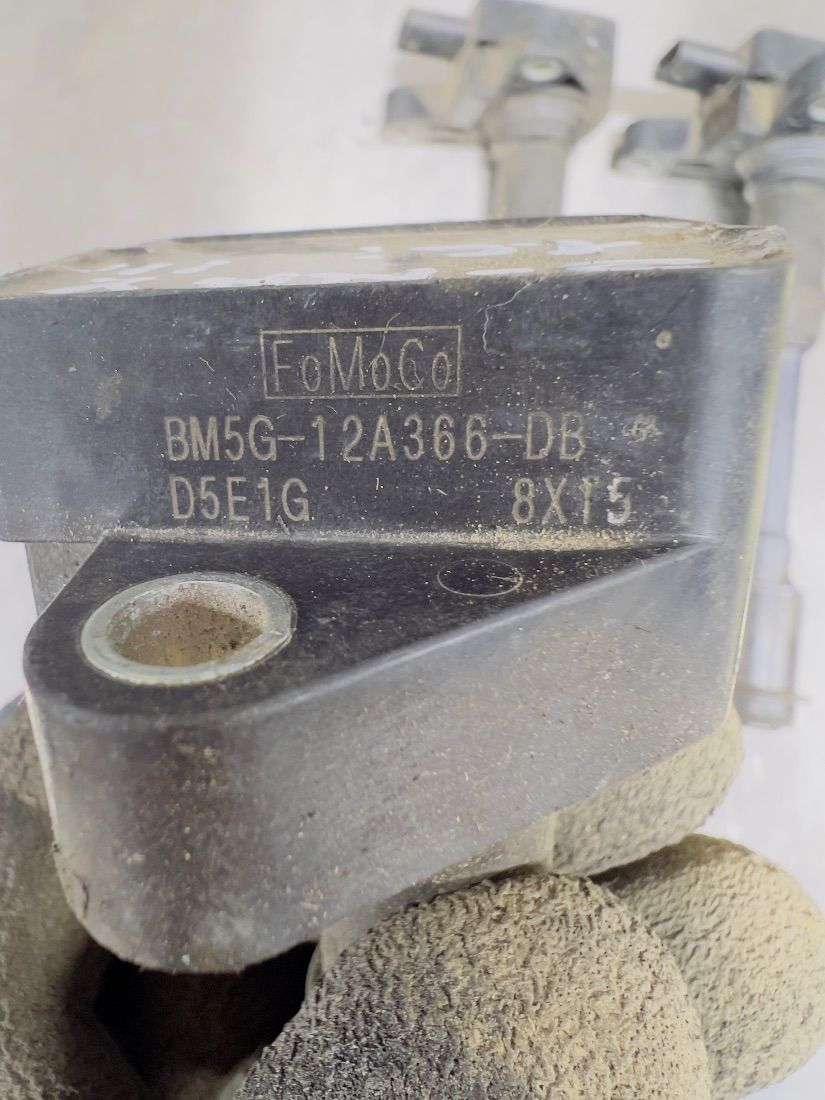 FoMoCo
BM5G-12A366-DB
D5E1G 8X15